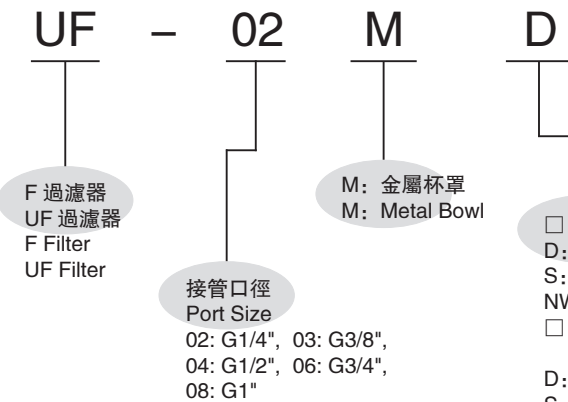 UF – 02 M D
F 過濾器
UF 過濾器
F Filter
UF Filter
接管口徑
Port Size
02: G1/4", 03: G3/8",
04: G1/2", 06: G3/4",
08: G1"
M：金屬杯罩
M：Metal Bowl
□
D：
S：
□
D：